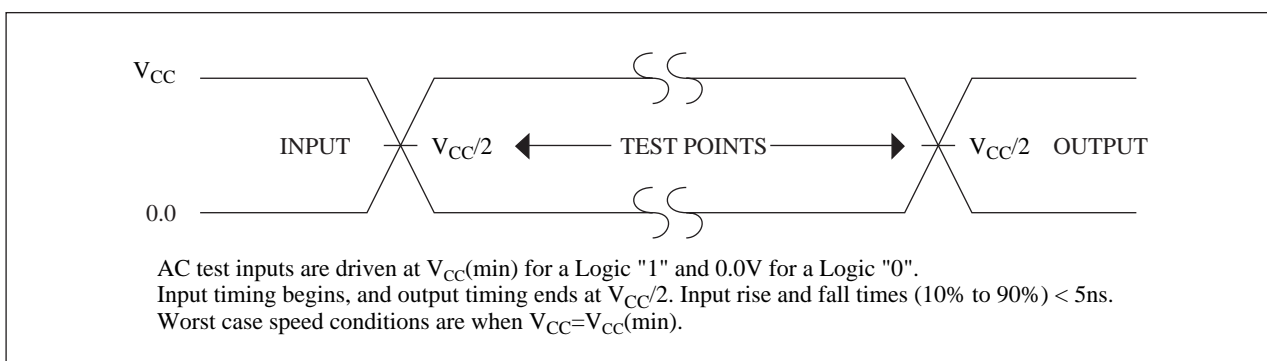 VCC
INPUT VCC/2 TEST POINTS VCC/2 OUTPUT
0.0
AC test inputs are driven at VCC(min) for a Logic "1" and 0.0V for a Logic "0".
Input timing begins, and output timing ends at VCC/2. Input rise and fall times (10% to 90%) < 5ns.
Worst case speed conditions are when VCC=VCC(min).